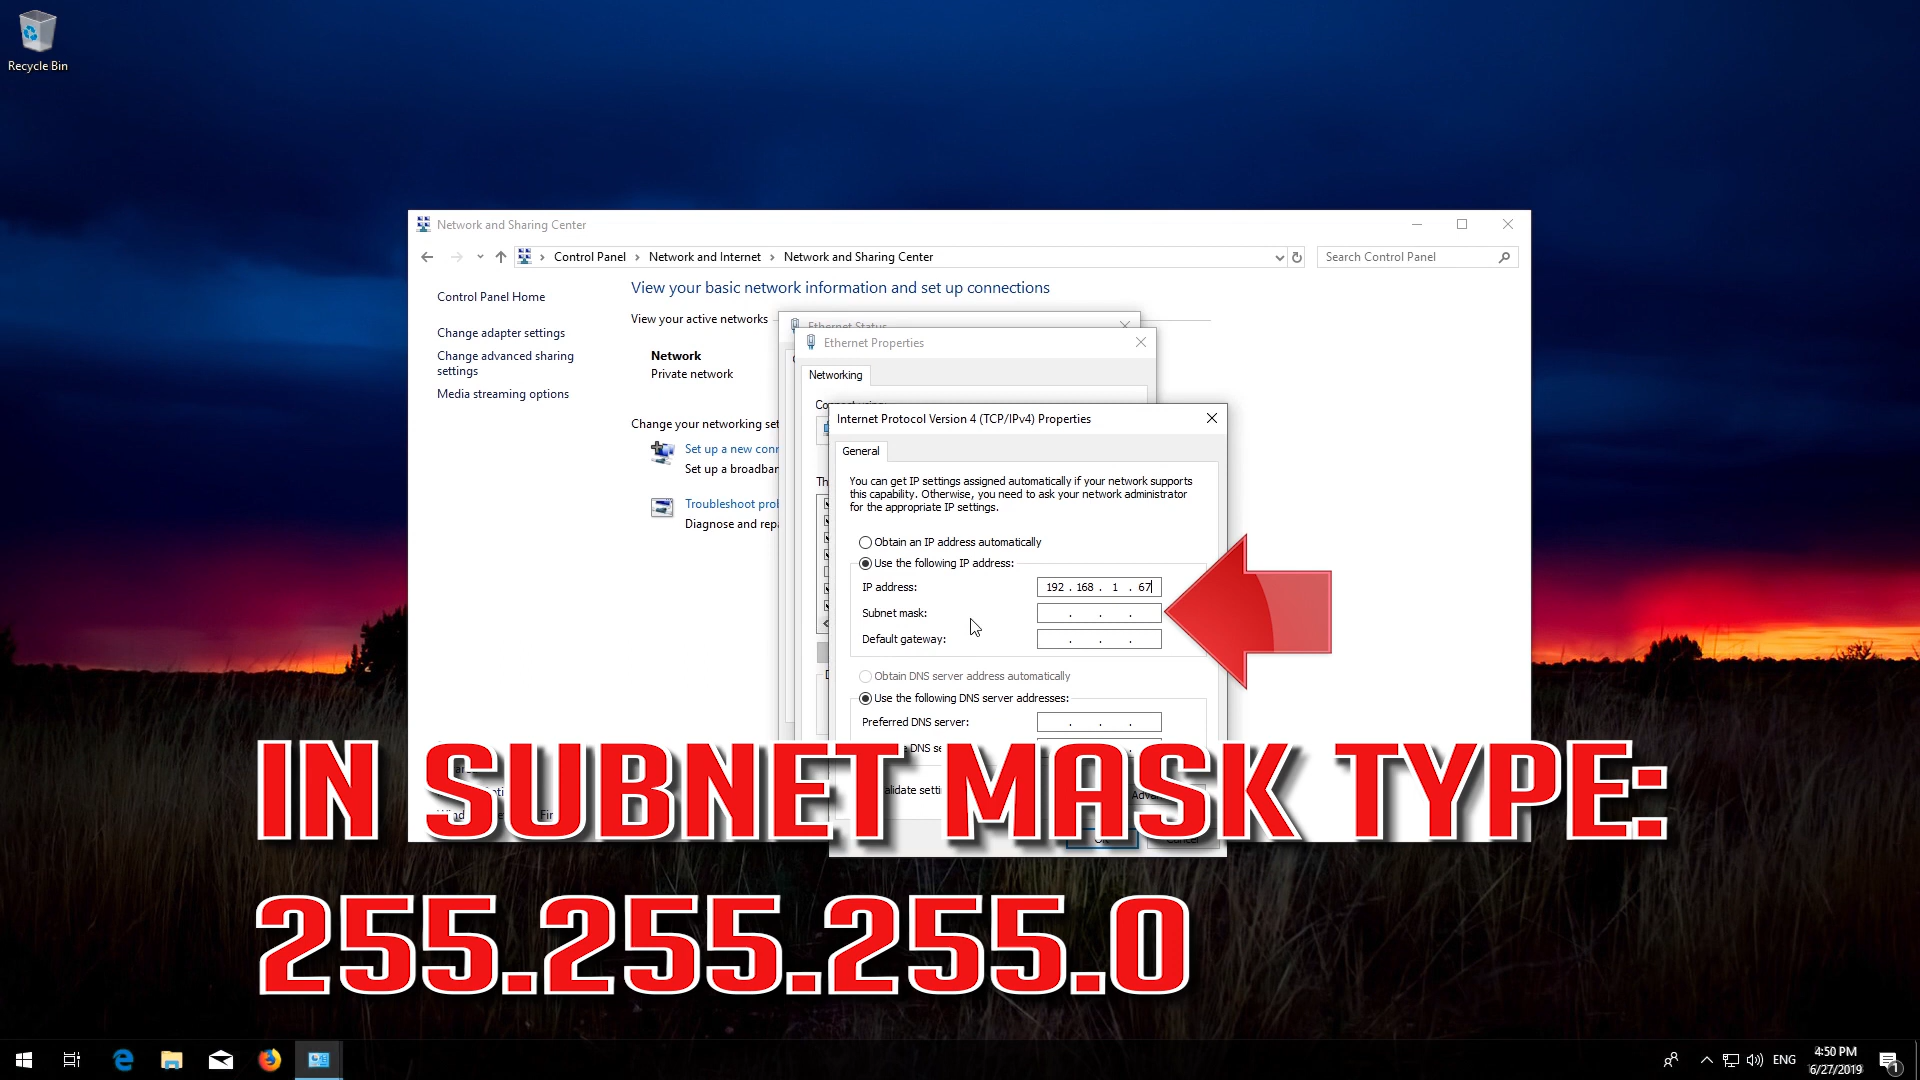 Recycle Bin
Network and Sharing Center
Control Panel
Network and Internet
Network and Sharing Center
Search Control Panel
Control Panel Home
Change adapter settings
Change advanced sharing
settings
Media streaming options
View your basic network information and set up connections
View your active networks
Network
Private network
Change your networking set
Set up a new conn
Set up a broadban
Troubleshoot prob
Diagnose and repa
Ethernet Status
Ethernet Properties
Networking
Internet Protocol Version 4 (TCP/IPv4) Properties
General
You can get IP settings assigned automatically if your network supports
this capability. Otherwise, you need to ask your network administrator
for the appropriate IP settings.
Obtain an IP address automatically
Use the following IP address:
IP address: 192 . 168 . 1 . 67
Subnet mask: . . .
Default gateway: . . .
Obtain DNS server address automatically
Use the following DNS server addresses:
Preferred DNS server: . . .
IN SUBNET MASK TYPE:
255.255.255.0
ENG
4:50 PM
6/27/2019
1